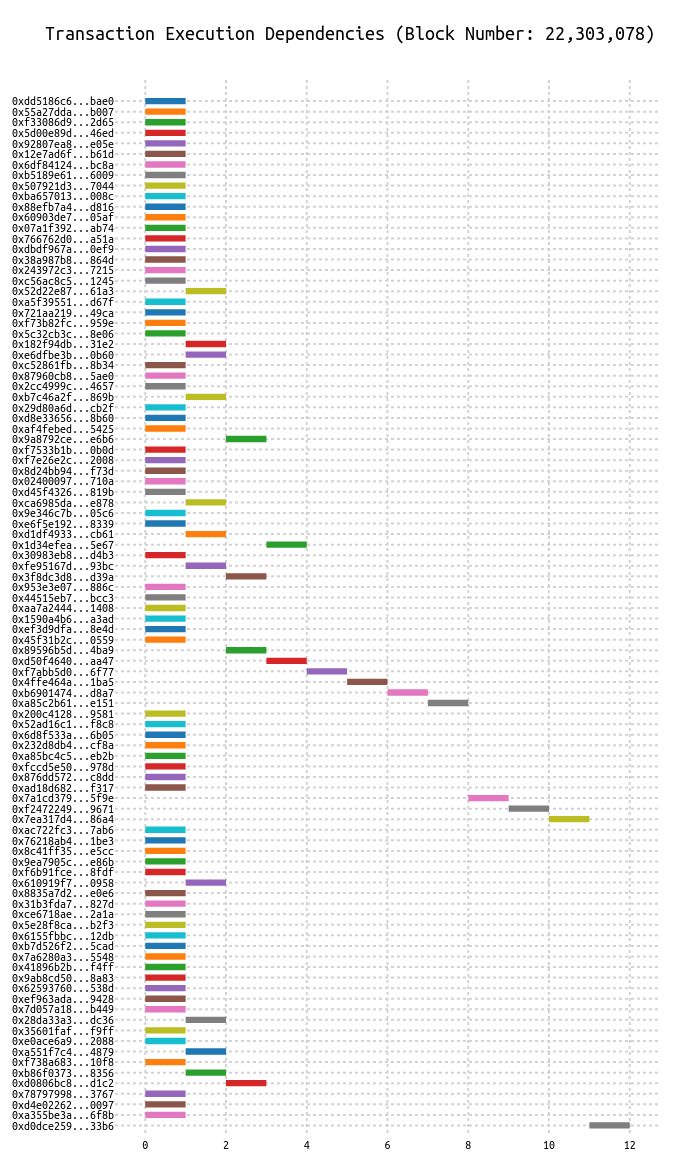 Transaction Execution Dependencies (Block Number: 22,303,078)
0xdd5186c6...bae0
0x55a27dda...b007
0xf33086d9...2d65
0x5d00e89d...46ed
0x92807ea8...e05e
0x12e7ad6f...b61d
0x6df84124...bc8a
0xb5189e61...6009
0x507921d3...7044
0xba657013...008c
0x88efb7a4...d816
0x60903de7...05af
0x07a1f392...ab74
0x766762d0...a51a
0xdbdf967a...0ef9
0x38a987b8...864d
0x243972c3...7215
0xc56ac8c5...1245
0x52d22e87...61a3
0xa5f39551...d67f
0x721aa219...49ca
0xf73b82fc...959e
0x5c32cb3c...8e06
0x182f94db...31e2
0xe6dfbe3b...0b60
0xc52861fb...8b34
0x87960cb8...5ae0
0x2cc4999c...4657
0xb7c46a2f...869b
0x29d80a6d...cb2f
0xd8e33656...8b60
0xaf4febed...5425
0x9a8792ce...e6b6
0xf7533b1b...0b0d
0xf7e26e2c...2008
0x8d24bb94...f73d
0x02400097...710a
0xd45f4326...819b
0xca6985da...e878
0x9e346c7b...05c6
0xe6f5e192...8339
0xd1df4933...cb61
0x1d34efea...5e67
0x30983eb8...d4b3
0xfe95167d...93bc
0x3f8dc3d8...d39a
0x953e3e07...886c
0x44515eb7...bcc3
0xaa7a2444...1408
0x1590a4b6...a3ad
0xef3d9dfa...8e4d
0x45f31b2c...0559
0x89596b5d...4ba9
0xd50f4640...aa47
0xf7abb5d0...6f77
0x4ffe464a...1ba5
0xb6901474...d8a7
0xa85c2b61...e151
0x200c4128...9581
0x52ad16c1...f8c8
0x6d8f533a...6b05
0x232d8db4...cf8a
0xa85bc4c5...eb2b
0xfccd5e50...978d
0x876dd572...c8dd
0xad18d682...f317
0x7a1cd379...5f9e
0xf2472249...9671
0x7ea317d4...86a4
0xac722fc3...7ab6
0x76218ab4...1be3
0x8c41ff35...e5cc
0x9ea7905c...e86b
0xf6b91fce...8fdf
0x610919f7...0958
0x8835a7d2...e0e6
0x31b3fda7...827d
0xce6718ae...2a1a
0x5e28f8ca...b2f3
0x6155fbbc...12db
0xb7d526f2...5cad
0x7a6280a3...5548
0x41896b2b...f4ff
0x9ab8cd50...8a83
0x62593760...538d
0xef963ada...9428
0x7d057a18...b449
0x28da33a3...dc36
0x35601faf...f9ff
0xe0ace6a9...2088
0xa551f7c4...4879
0xf738a683...10f8
0xb86f0373...8356
0xd0806bc8...d1c2
0x78797998...3767
0xd4e02262...0097
0xa355be3a...6f8b
0xd0dce259...33b6
0 2 4 6 8 10 12